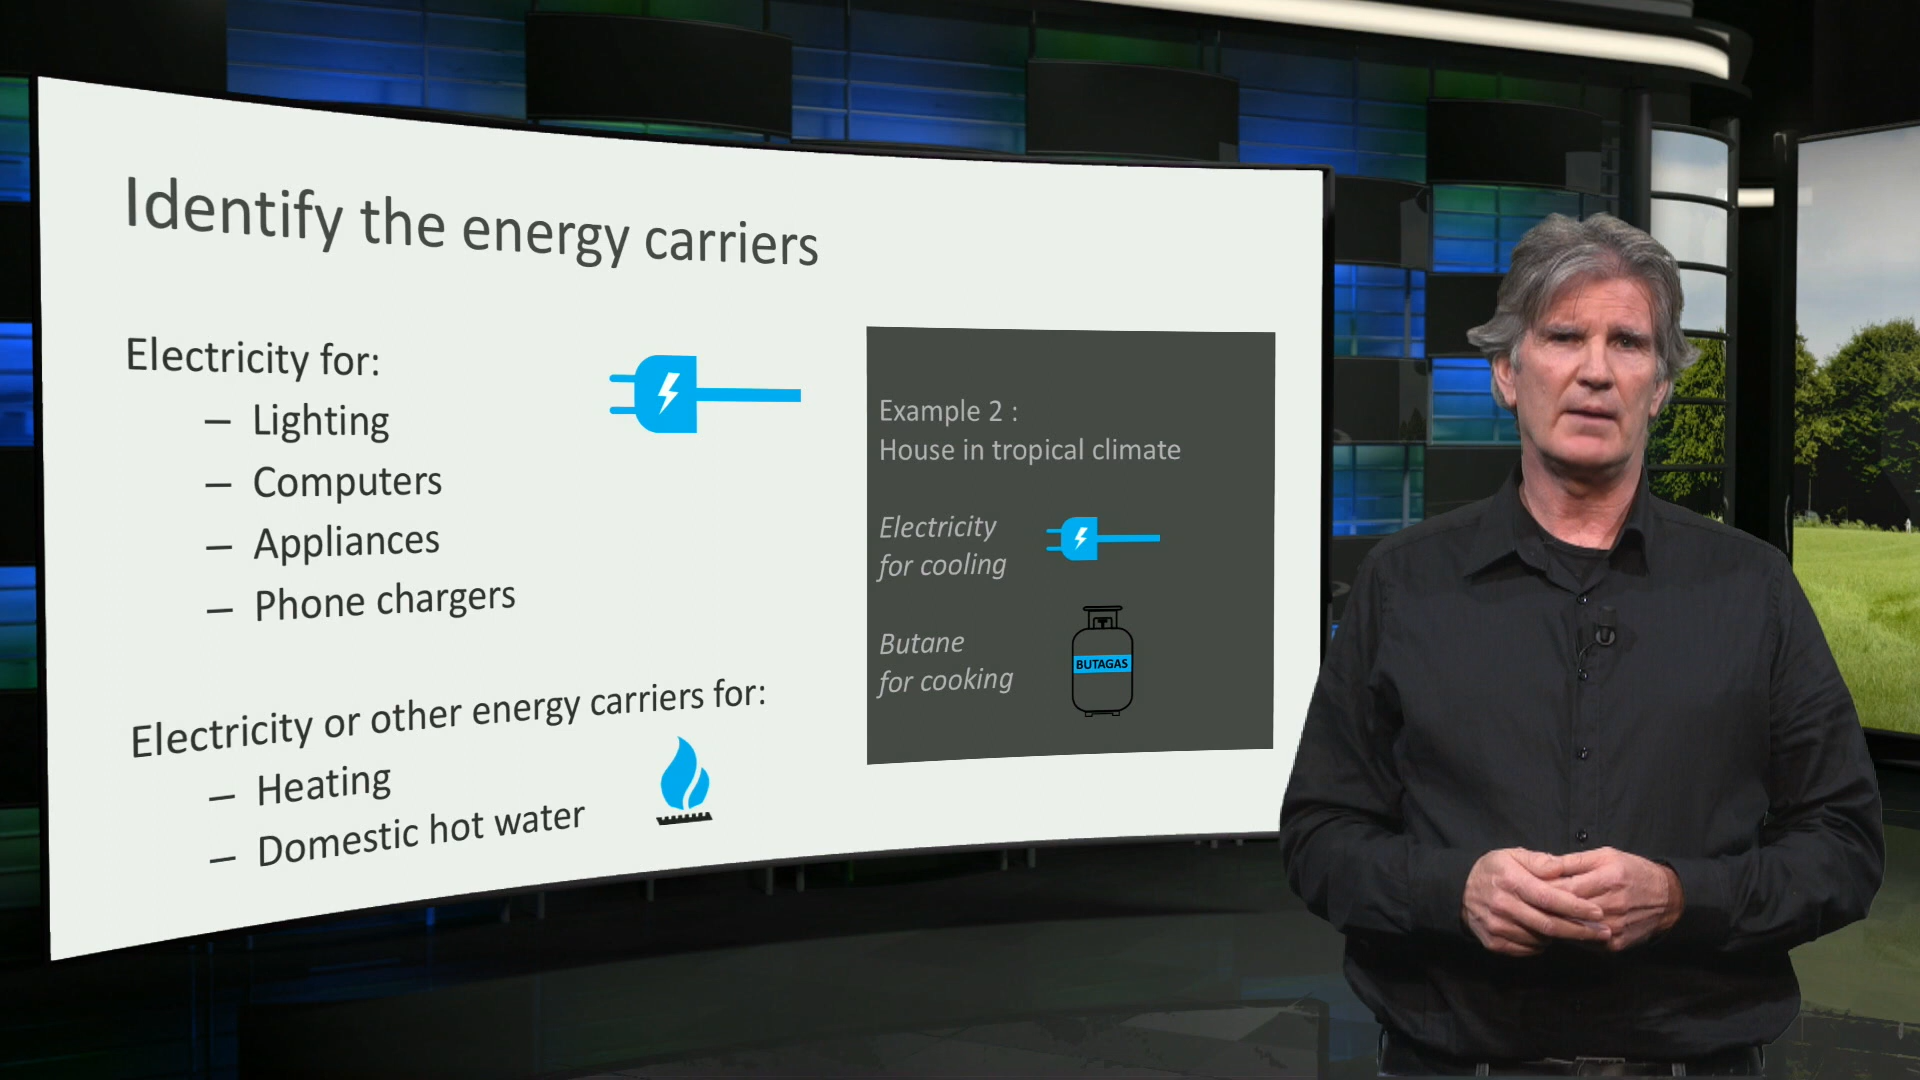 Identify the energy carriers
Electricity for:
– Lighting
– Computers
– Appliances
– Phone chargers
Electricity or other energy carriers for:
– Heating
– Domestic hot water
Example 2 :
House in tropical climate
Electricity
for cooling
Butane
for cooking
BUTAGAS